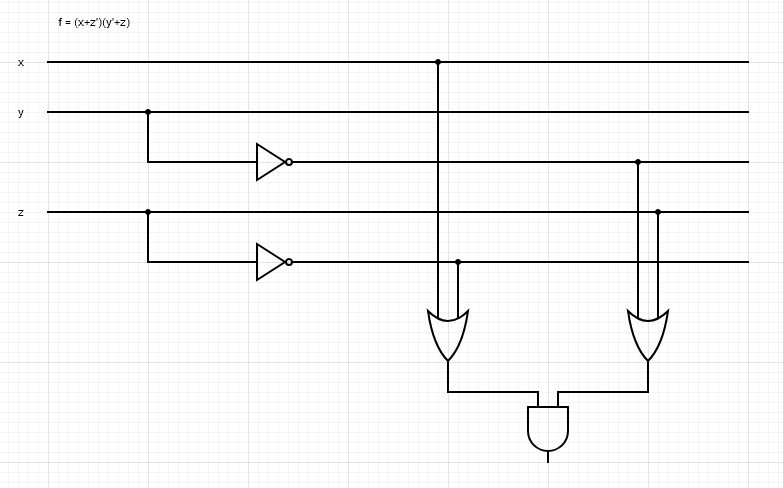 f = (x+z')(y'+z)
x
y
z